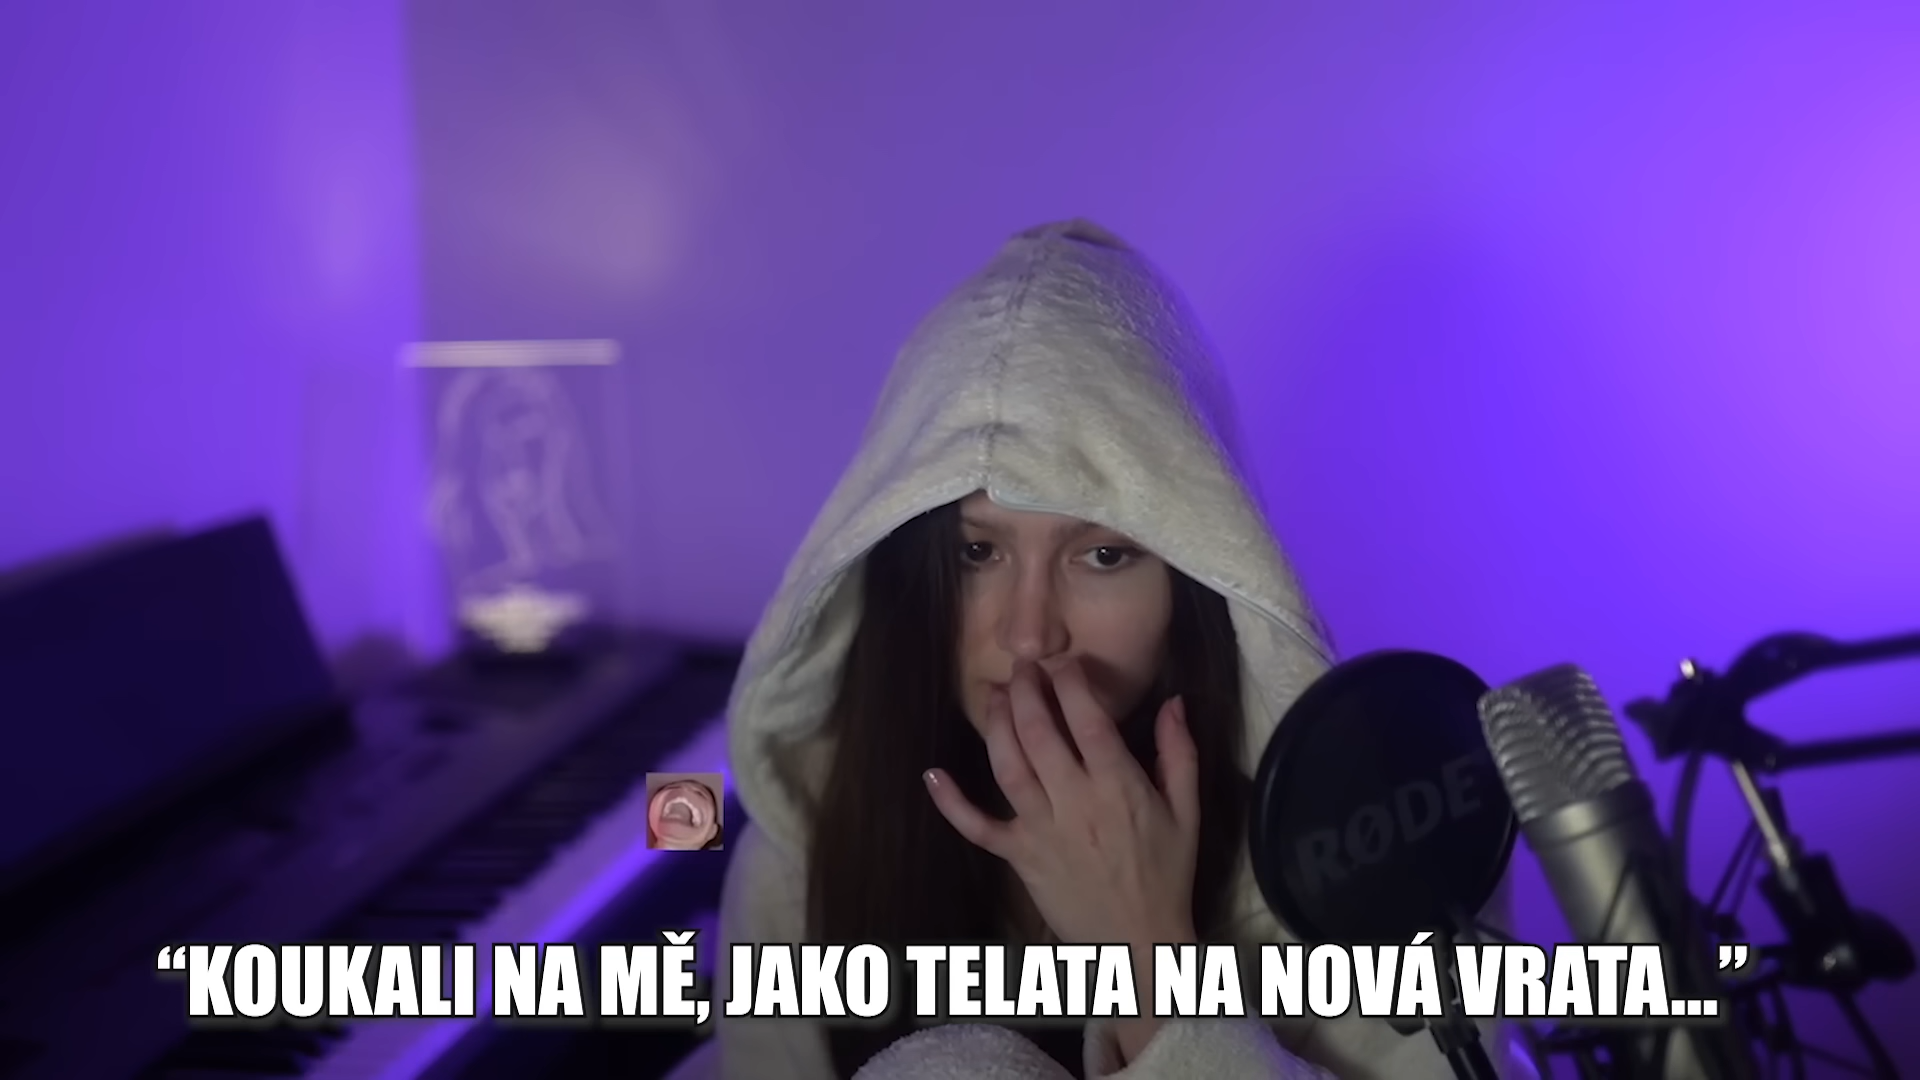 RØDE
“KOUKALI NA MĚ, JAKO TELATA NA NOVÁ VRATA...”